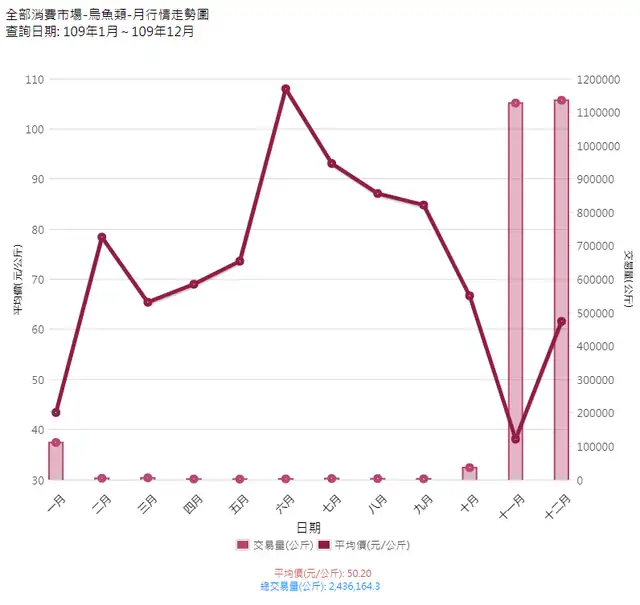 全部消費市場-烏魚類-月行情走勢圖
查詢日期: 109年1月 ~ 109年12月
110
100
90
80
70
60
50
40
30
平均價(元/公斤)
1200000
1100000
1000000
900000
800000
700000
600000
500000
400000
300000
200000
100000
0
交易量(公斤)
一月
二月
三月
四月
五月
六月
七月
八月
九月
十月
十一月
十二月
日期
交易量(公斤) 平均價(元/公斤)
平均價(元/公斤): 50.20
總交易量(公斤): 2,436,164.3